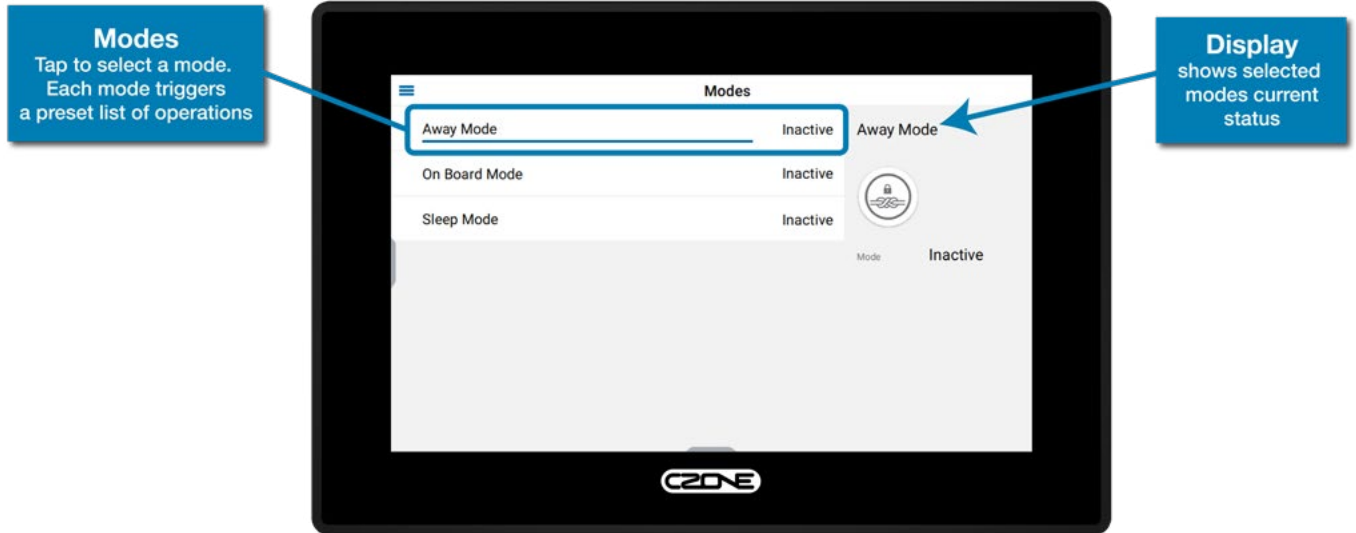 Modes
Tap to select a mode.
Each mode triggers
a preset list of operations
Display
shows selected
modes current
status
Modes
Away Mode Inactive
On Board Mode Inactive
Sleep Mode Inactive
Away Mode
Mode Inactive
CZONE